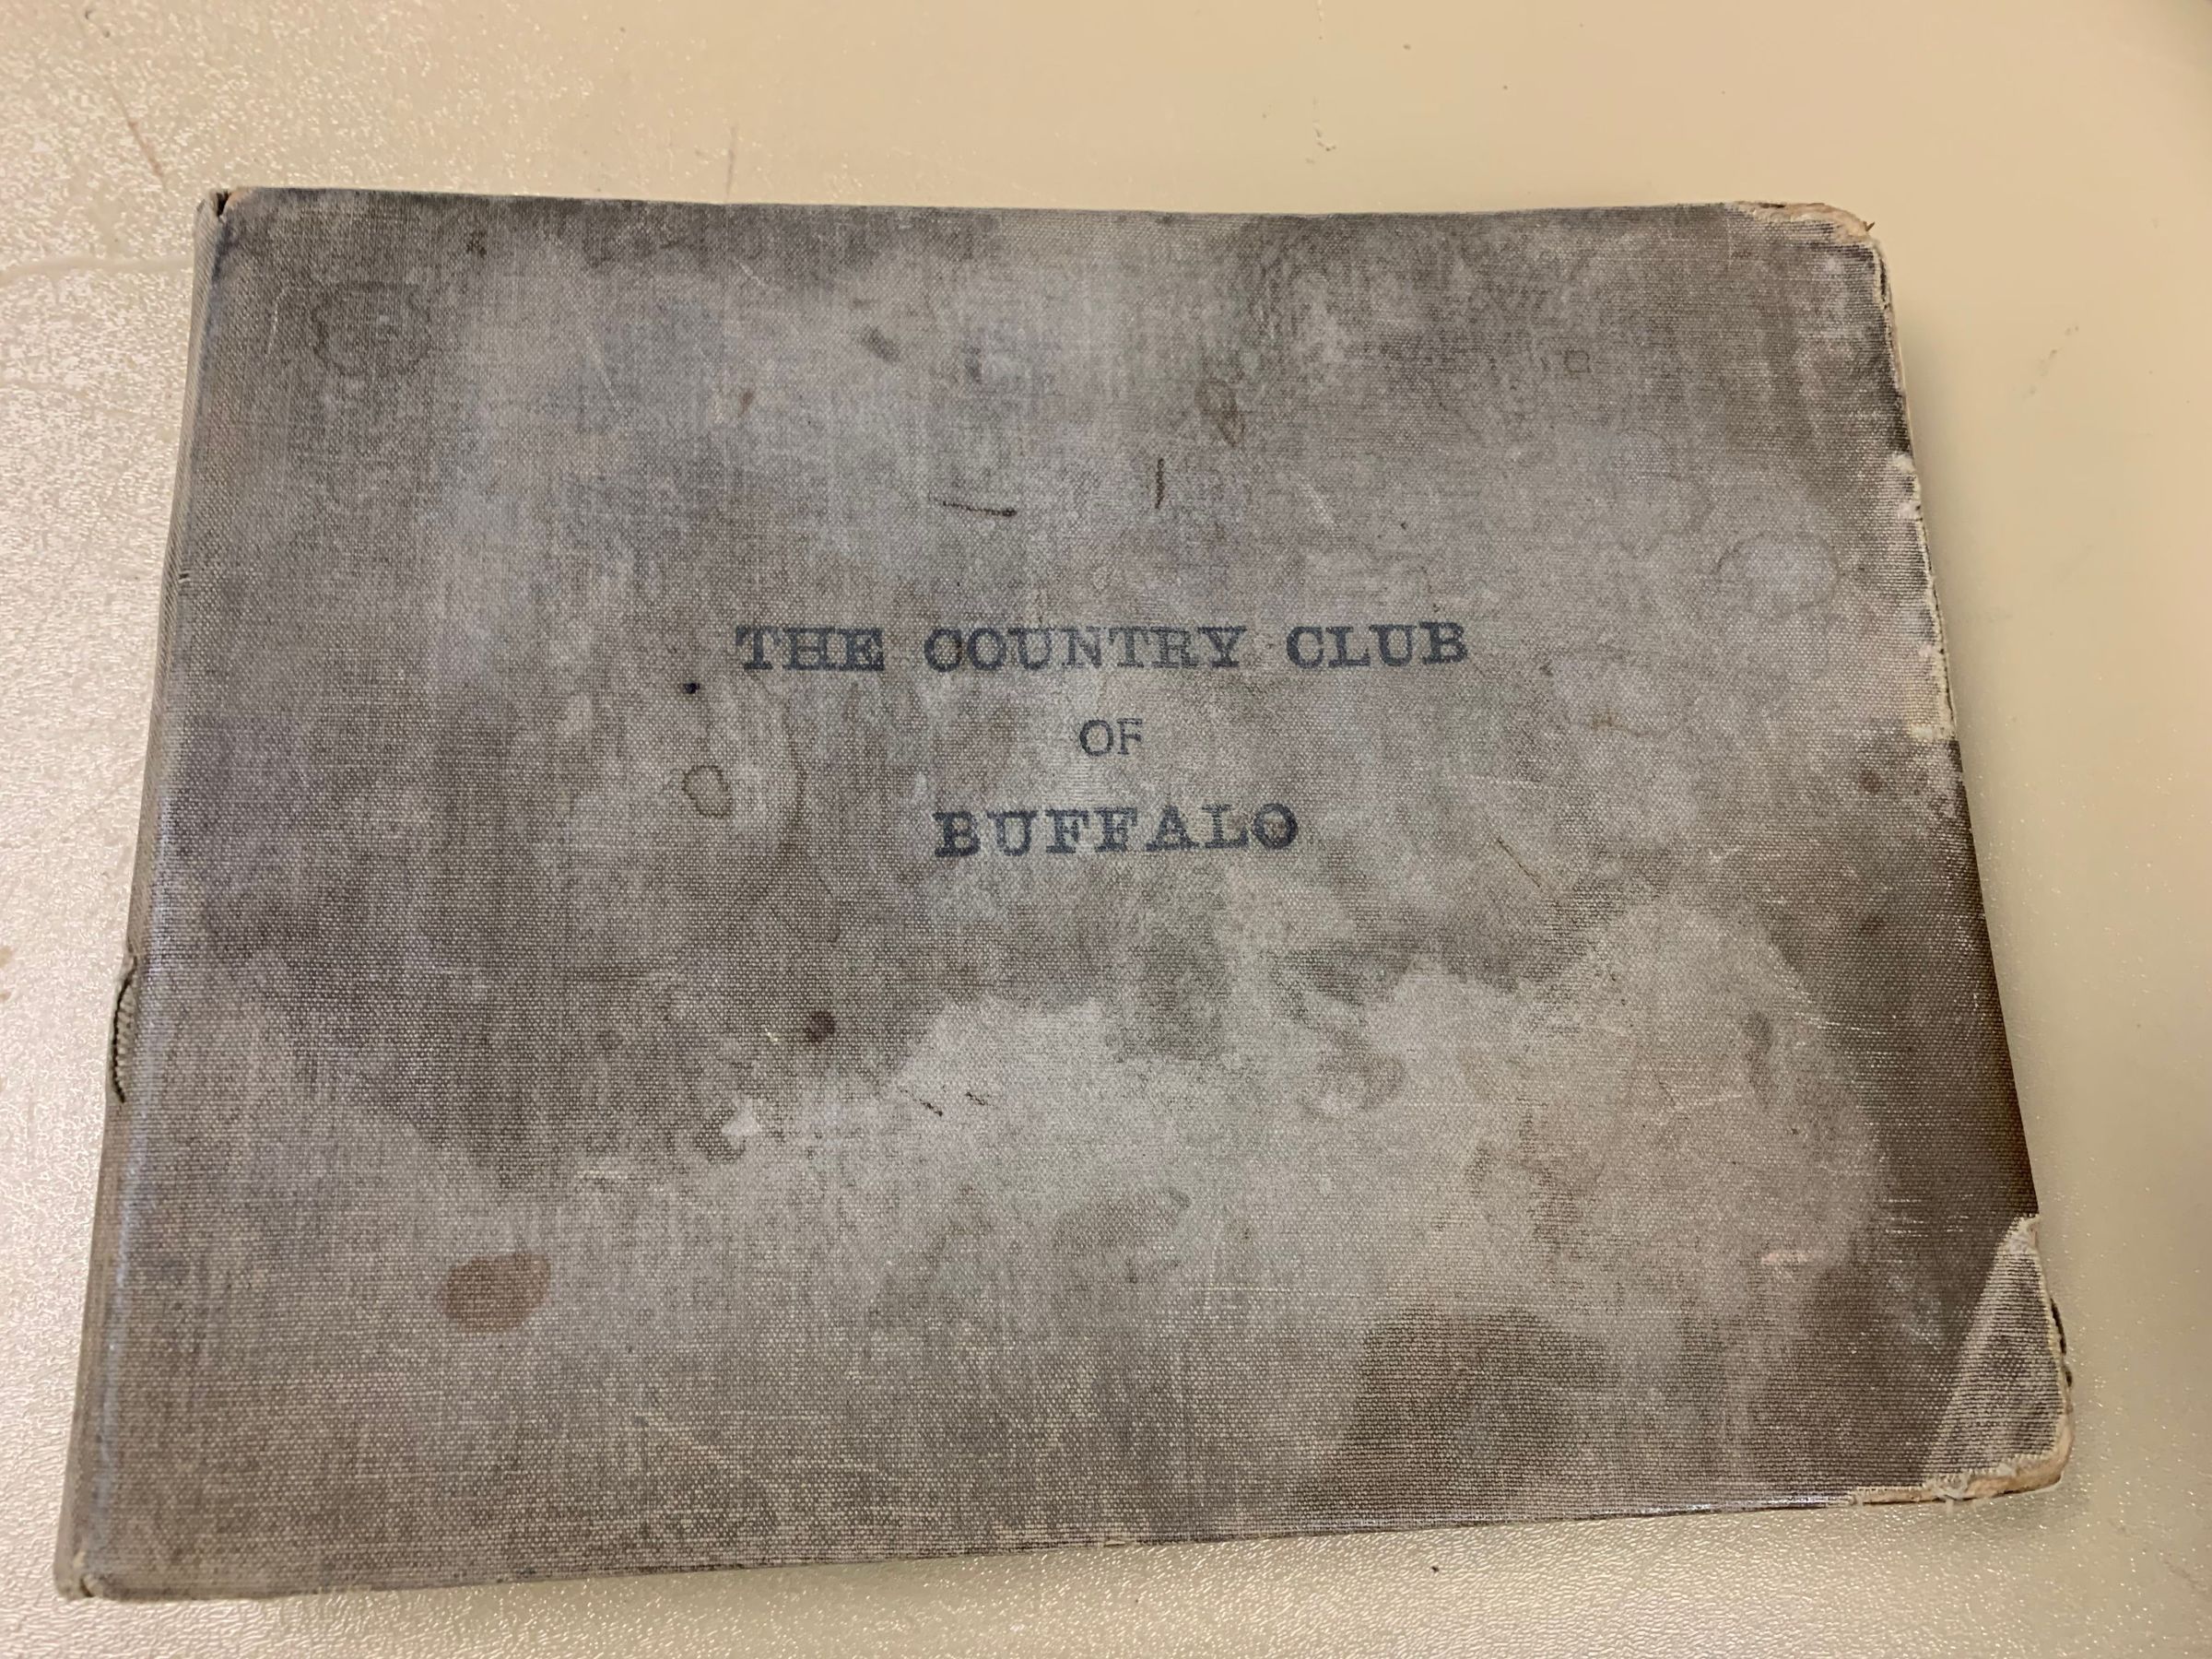 THE COUNTRY CLUB
OF
BUFFALO